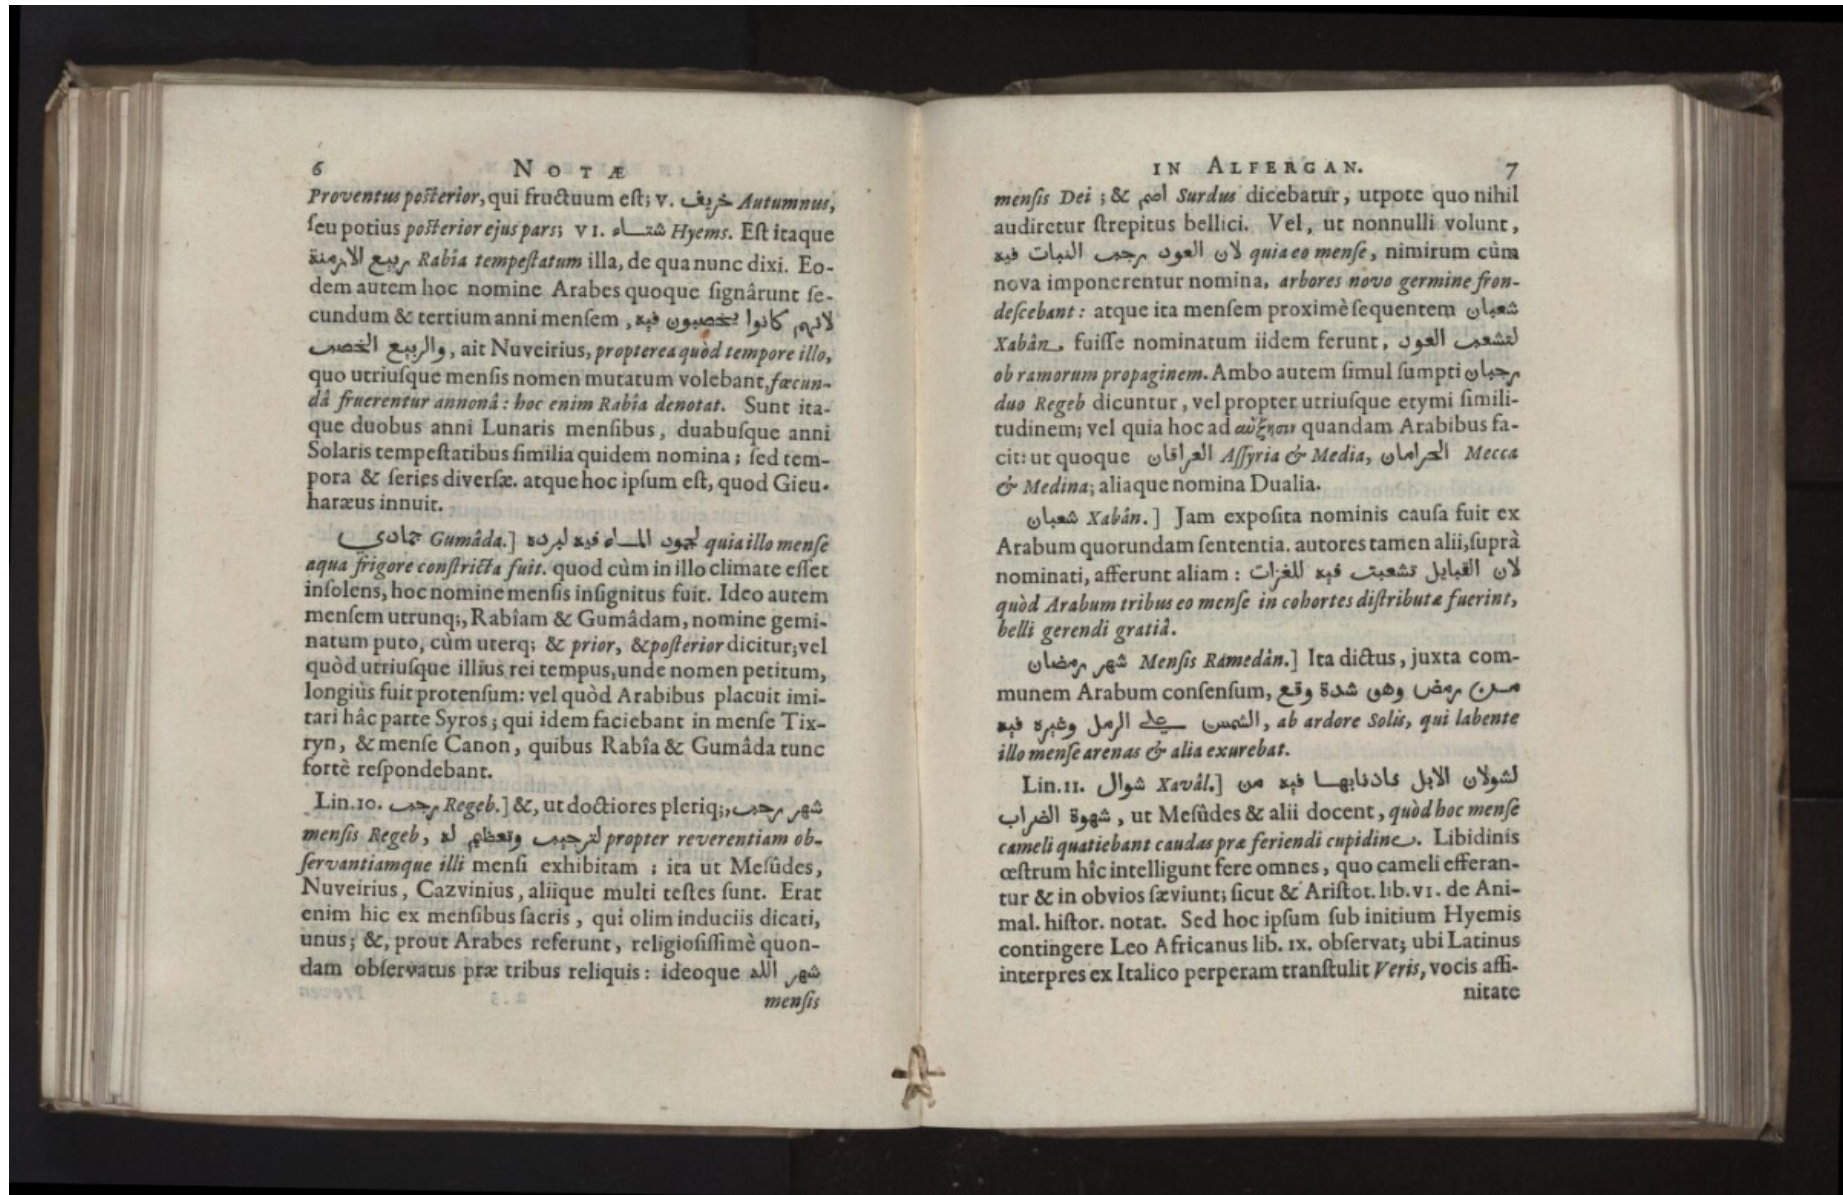 6 NOTÆ
Proventus posterior, qui fructuum eſt; v. خريف Autumnus,
ſeu potius posterior ejus pars; VI. شتاء Hyems. Eſt itaque
ربيع الازمنة Rabîa tempeſtatum illa, de qua nunc dixi. Eo-
dem autem hoc nomine Arabes quoque ſignârunt ſe-
cundum & tertium anni menſem, لانهم كانوا يخصبون فيه
والربيع الخصب, ait Nuveirius, propterea quòd tempore illo,
quo utriuſque menſis nomen mutatum volebant, fœcun-
dâ fruerentur annonâ: hoc enim Rabîa denotat. Sunt ita-
que duobus anni Lunaris menſibus, duabuſque anni
Solaris tempeſtatibus ſimilia quidem nomina; ſed tem-
pora & ſeries diverſæ. atque hoc ipſum eſt, quod Gieu-
haræus innuit.
جمادي Gumâda.] لجمود الماء فيه لبرده quia illo menſe
aqua frigore conſtricta fuit. quod cùm in illo climate eſſet
inſolens, hoc nomine menſis inſignitus fuit. Ideo autem
menſem utrunq;, Rabîam & Gumâdam, nomine gemi-
natum puto, cùm uterq; & prior, & poſterior dicitur; vel
quòd utriuſque illius rei tempus, unde nomen petitum,
longiùs fuit protenſum: vel quòd Arabibus placuit imi-
tari hâc parte Syros; qui idem faciebant in menſe Tix-
ryn, & menſe Canon, quibus Rabîa & Gumâda tunc
fortè reſpondebant.
Lin. 10. رجب Regeb.] &, ut doctiores pleriq;, شهر رجب
menſis Regeb, لترجيب وتعظيم له propter reverentiam ob-
ſervantiamque illi menſi exhibitam; ita ut Meſûdes,
Nuveirius, Cazvinius, aliique multi teſtes ſunt. Erat
enim hic ex menſibus ſacris, qui olim induciis dicati,
unus; &, prout Arabes referunt, religioſiſſimè quon-
dam obſervatus præ tribus reliquis: ideoque شهر الله
menſis
IN ALFERGAN. 7
menſis Dei; & اصم Surdus dicebatur, utpote quo nihil
audiretur ſtrepitus bellici. Vel, ut nonnulli volunt,
لان العود رجب النبات فيه quia eo menſe, nimirum cùm
nova imponerentur nomina, arbores novo germine fron-
deſcebant: atque ita menſem proximè ſequentem شعبان
Xabân fuiſſe nominatum iidem ferunt, لتشعب العود
ob ramorum propaginem. Ambo autem ſimul ſumpti رجبان
duo Regeb dicuntur, vel propter utriuſque etymi ſimili-
tudinem; vel quia hoc ad αὔξησιν quandam Arabibus fa-
cit: ut quoque العراقان Aſſyria & Media, الحرامان Mecca
& Medina; aliaque nomina Dualia.
شعبان Xabân.] Jam expoſita nominis cauſa fuit ex
Arabum quorundam ſententia. autores tamen alii, ſuprà
nominati, afferunt aliam: لان القبايل تشعبت فيه للغزات
quòd Arabum tribus eo menſe in cohortes diſtributæ fuerint,
belli gerendi gratiâ.
شهر رمضان Menſis Ramedân.] Ita dictus, juxta com-
munem Arabum conſenſum, من رمض وهى شدة وقع
الشمس على الرمل وغيره فيه, ab ardore Solis, qui labente
illo menſe arenas & alia exurebat.
Lin. 11. شوال Xavâl.] لشولان الابل باذنابها فيه من
شهوة الضراب, ut Meſûdes & alii docent, quòd hoc menſe
cameli quatiebant caudas præ feriendi cupidine. Libidinis
œſtrum hîc intelligunt fere omnes, quo cameli efferan-
tur & in obvios ſæviunt; ſicut & Ariſtot. lib. VI. de Ani-
mal. hiſtor. notat. Sed hoc ipſum ſub initium Hyemis
contingere Leo Africanus lib. IX. obſervat; ubi Latinus
interpres ex Italico perperam tranſtulit Veris, vocis affi-
nitate